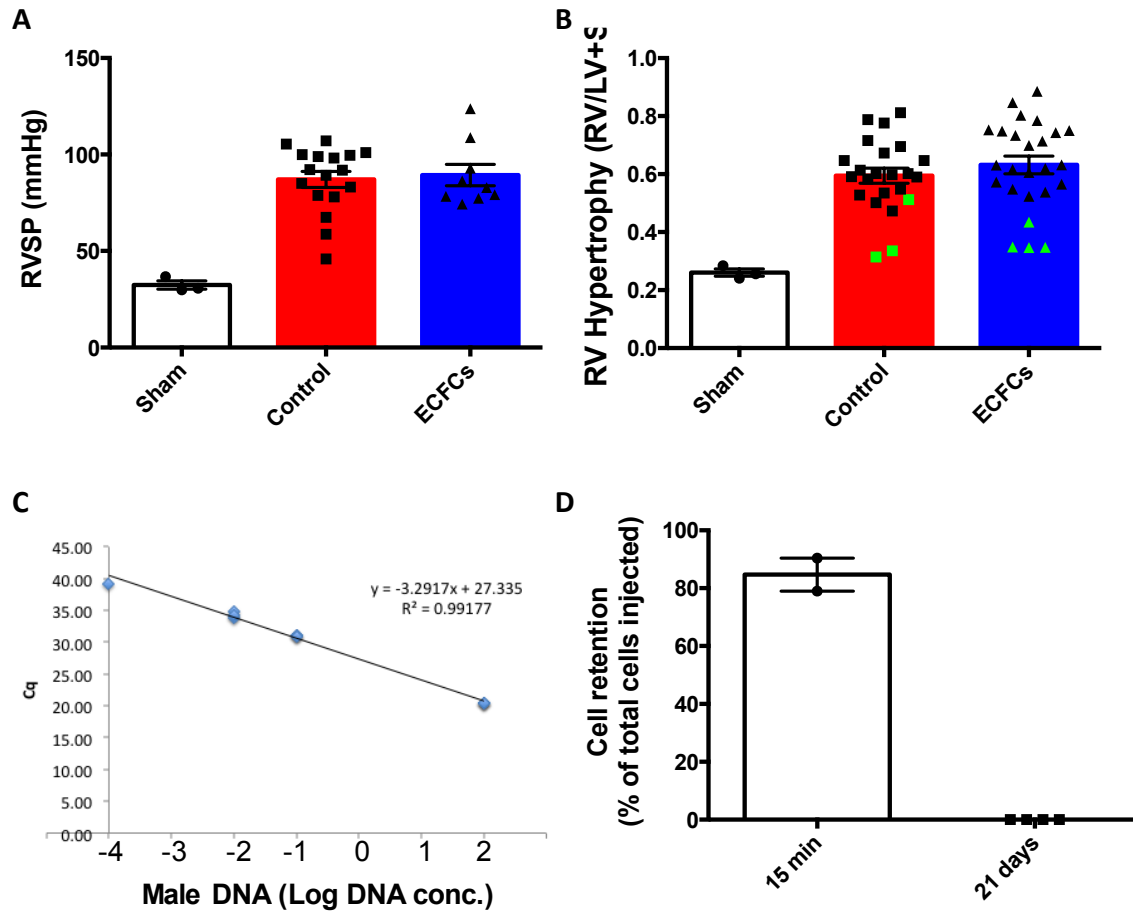 A
RVSP (mmHg)
150
100
50
0
Sham
Control
ECFCs
B
RV Hypertrophy (RV/LV+S
1.0
0.8
0.6
0.4
0.2
0.0
Sham
Control
ECFCs
C
Cq
45.00
40.00
35.00
30.00
25.00
20.00
15.00
10.00
5.00
0.00
y = -3.2917x + 27.335
R² = 0.99177
-4 -3 -2 -1 0 1 2
Male DNA (Log DNA conc.)
D
Cell retention
(% of total cells injected)
100
80
60
40
20
0
15 min
21 days